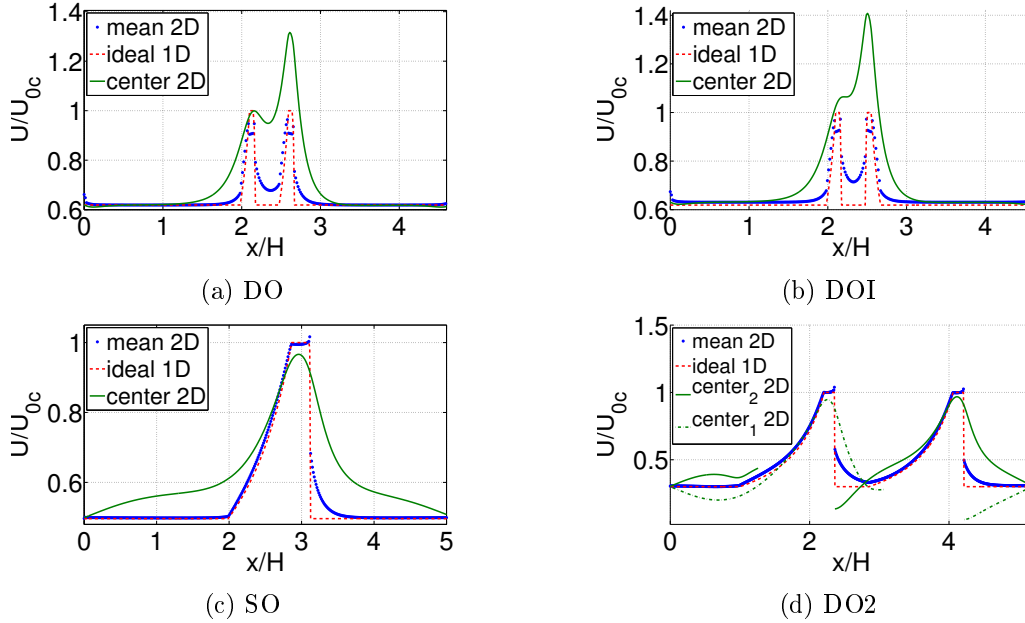 1.4
1.2
1
0.8
0.6
U/U0c
mean 2D
ideal 1D
center 2D
0 1 2 3 4
x/H
(a) DO
1.4
1.2
1
0.8
0.6
U/U0c
mean 2D
ideal 1D
center 2D
0 1 2 3 4
x/H
(b) DOI
1
0.8
0.6
U/U0c
mean 2D
ideal 1D
center 2D
0 1 2 3 4 5
x/H
(c) SO
1.5
1
0.5
U/U0c
mean 2D
ideal 1D
center2 2D
center1 2D
0 2 4
x/H
(d) DO2